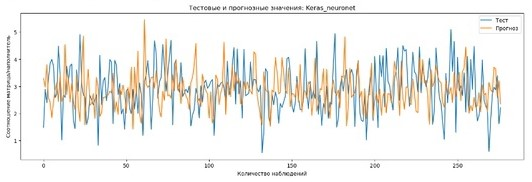 Тестовые и прогнозные значения: Keras_neuronet
Тест
Прогноз
Соотношение матрица/наполнитель
5
4
3
2
1
0
50
100
150
200
250
Количество наблюдений